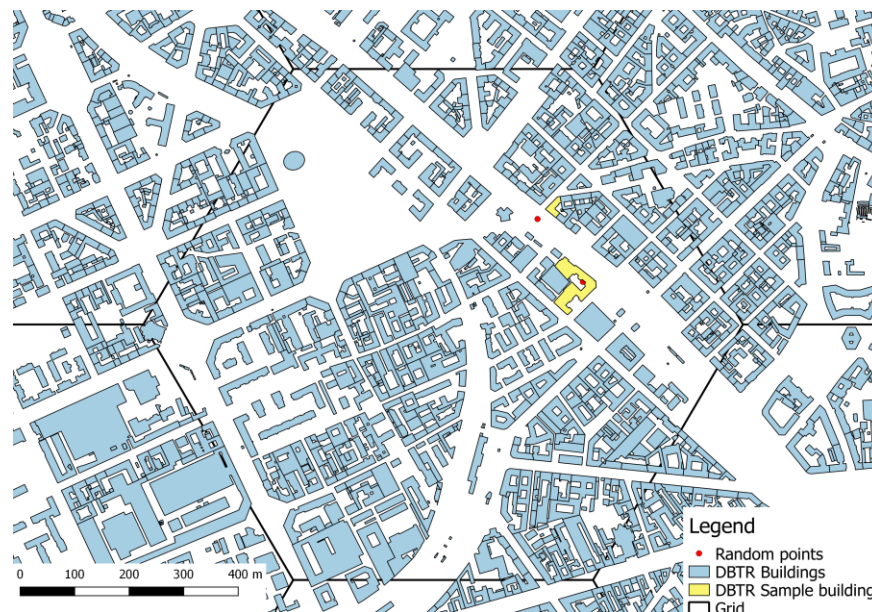 Legend
Random points
DBTR Buildings
DBTR Sample building
Grid
0 100 200 300 400 m